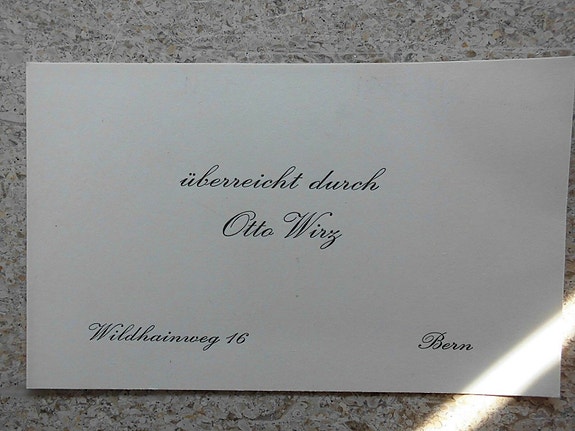 überreicht durch
Otto Wirz
Wildhainweg 16 Bern